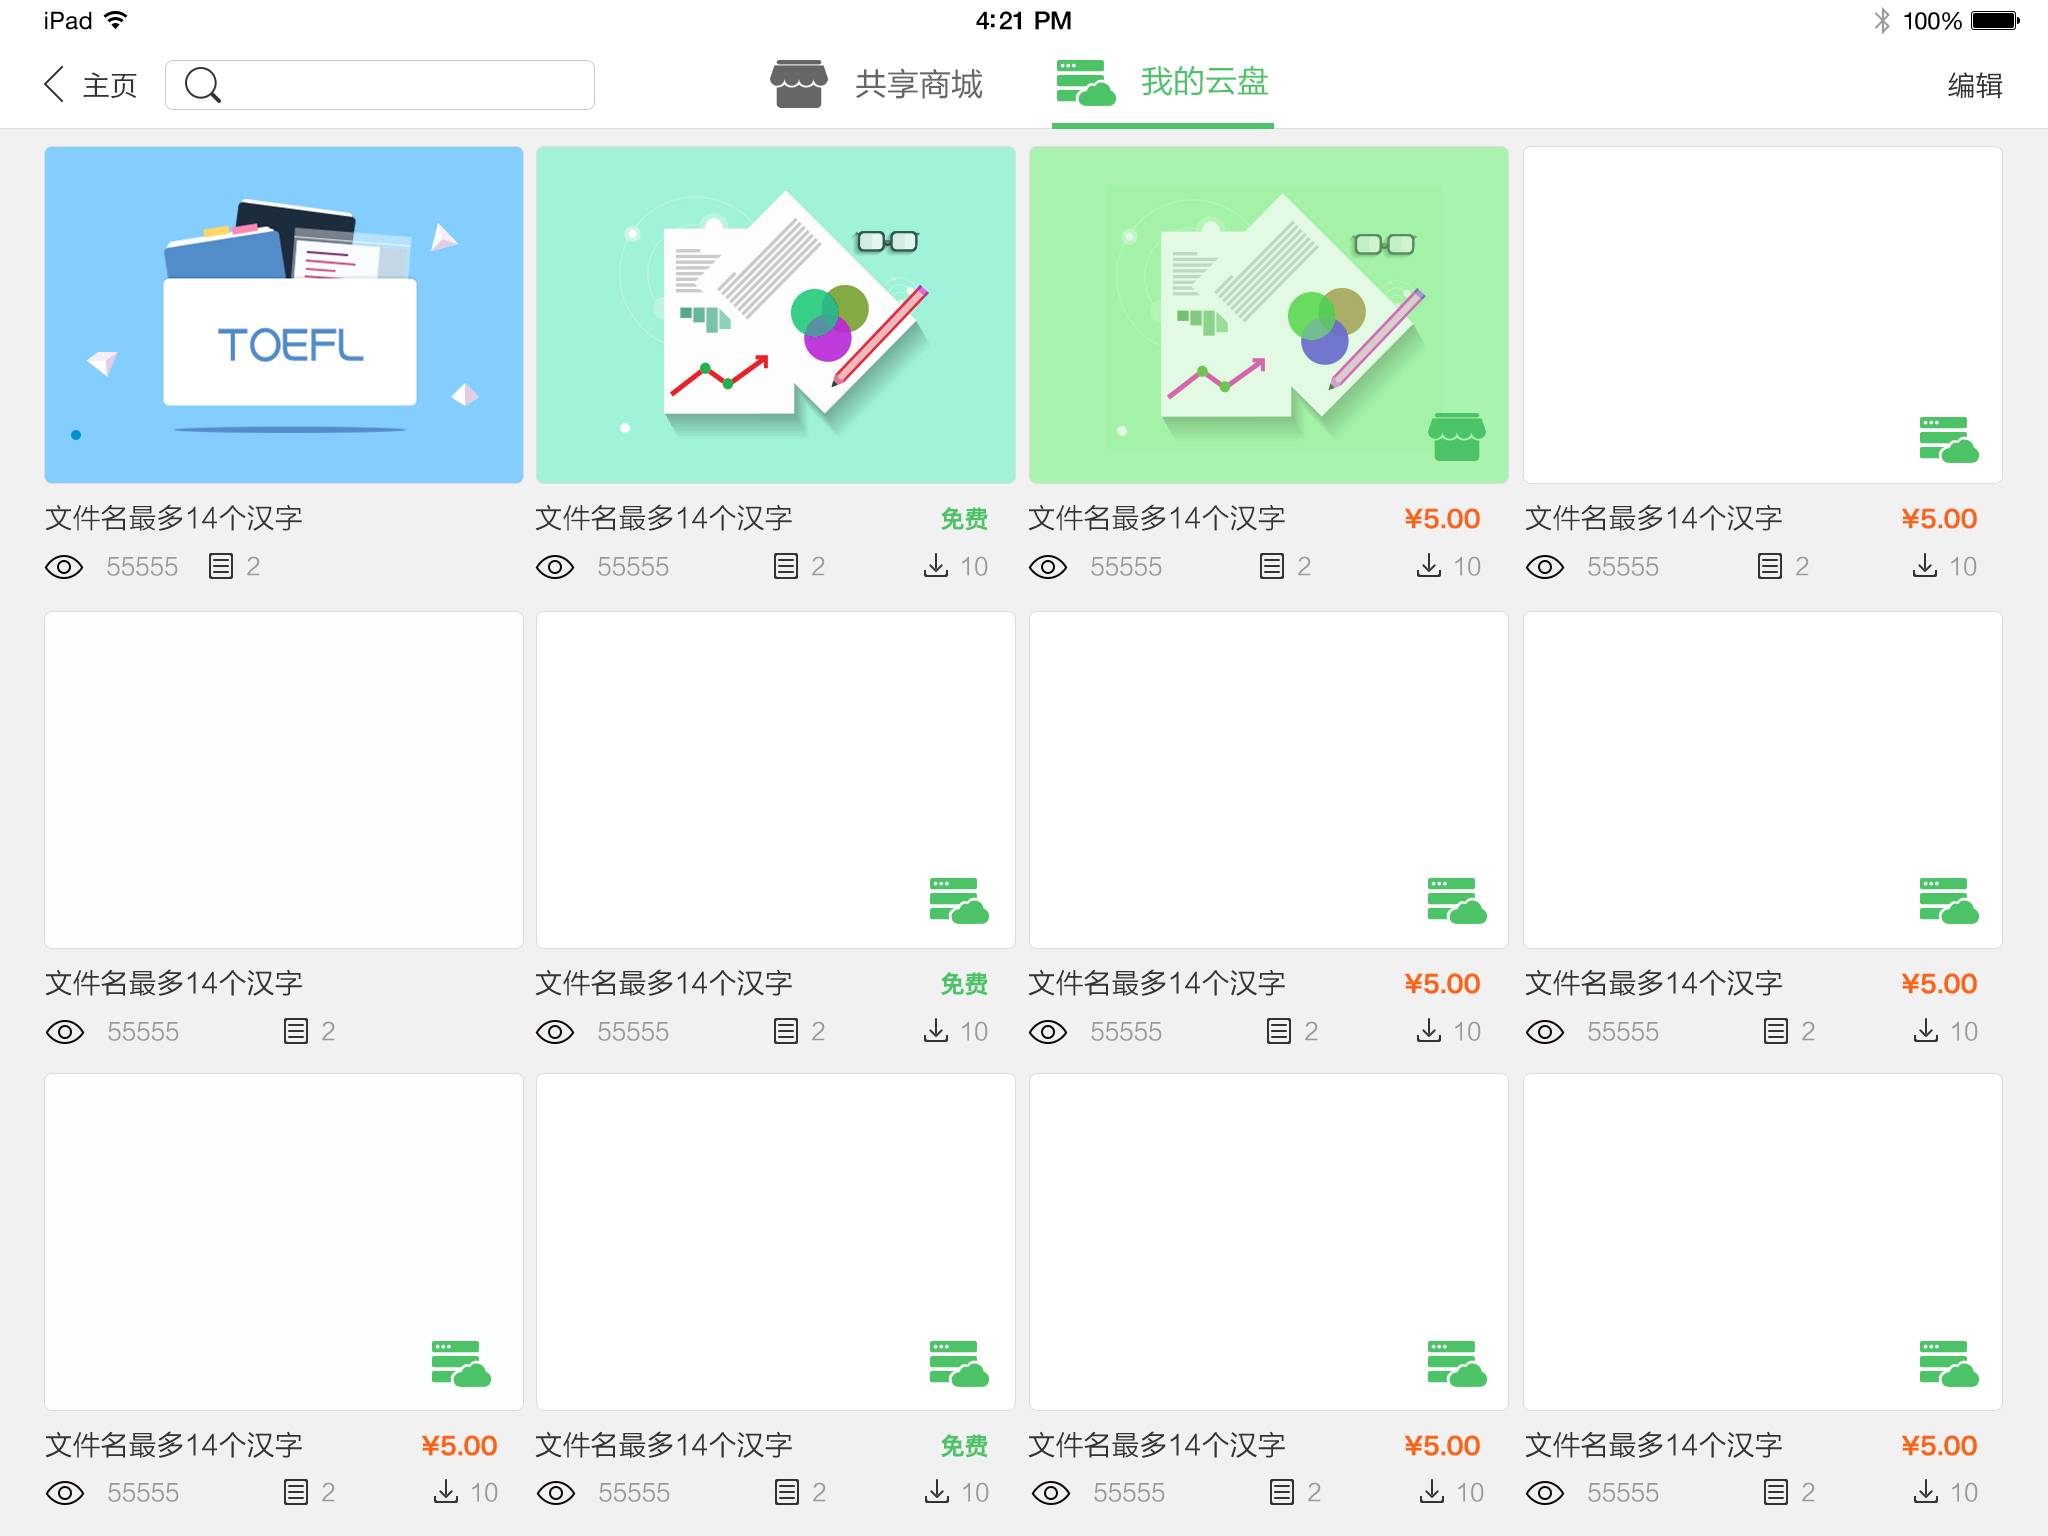 iPad 4:21 PM 100%
主页 共享商城 我的云盘 编辑
TOEFL
文件名最多14个汉字 文件名最多14个汉字 免费 文件名最多14个汉字 ¥5.00 文件名最多14个汉字 ¥5.00
55555 2 55555 2 10 55555 2 10 55555 2 10
文件名最多14个汉字 文件名最多14个汉字 免费 文件名最多14个汉字 ¥5.00 文件名最多14个汉字 ¥5.00
55555 2 55555 2 10 55555 2 10 55555 2 10
文件名最多14个汉字 ¥5.00 文件名最多14个汉字 免费 文件名最多14个汉字 ¥5.00 文件名最多14个汉字 ¥5.00
55555 2 10 55555 2 10 55555 2 10 55555 2 10